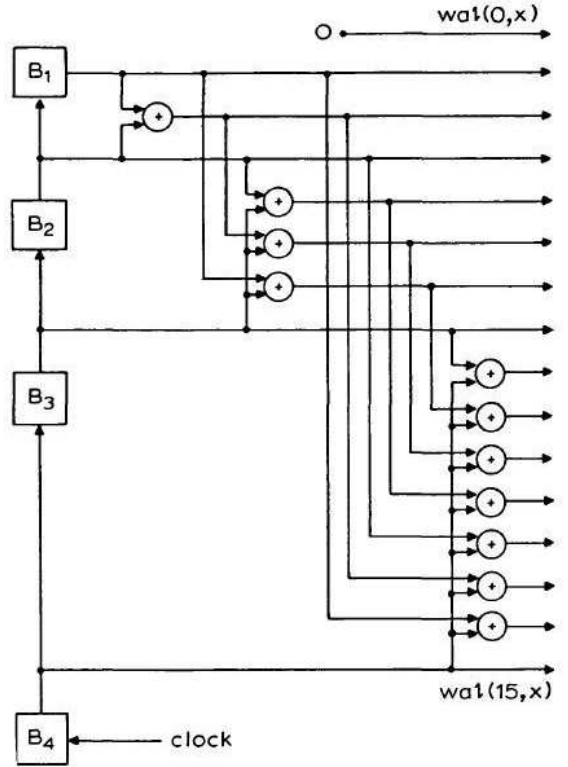 wal(0,x)
B1
+
B2
+
+
+
B3
+
+
+
+
+
+
+
wal(15,x)
B4
clock